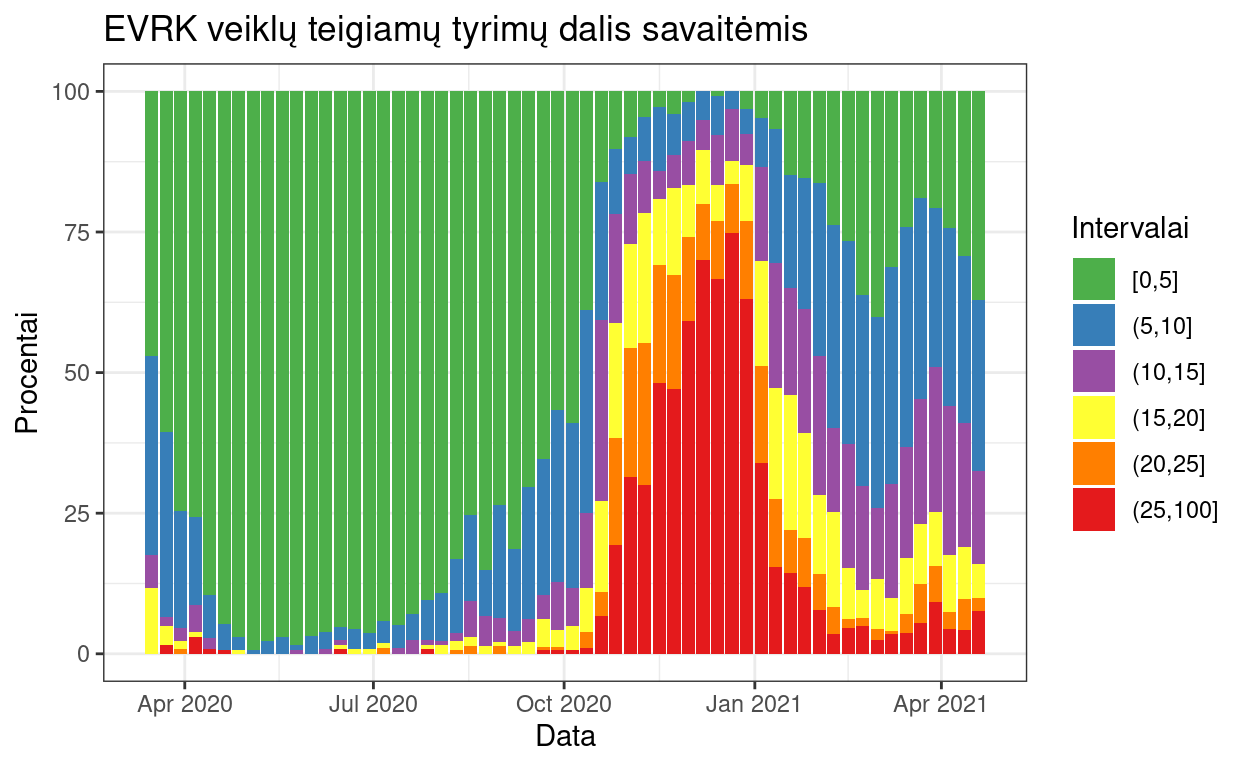 EVRK veiklų teigiamų tyrimų dalis savaitėmis
Procentai
100
75
50
25
0
Apr 2020 Jul 2020 Oct 2020 Jan 2021 Apr 2021
Data
Intervalai
[0,5]
(5,10]
(10,15]
(15,20]
(20,25]
(25,100]